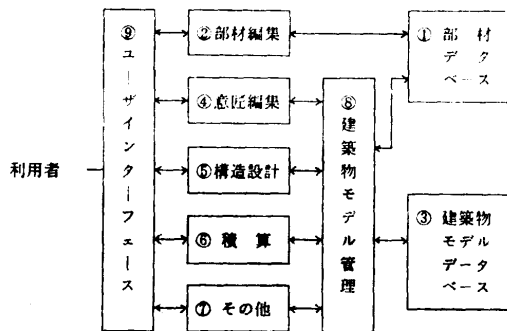 利用者
⑨ユーザインターフェース
②部材編集
④意匠編集
⑤構造設計
⑥積算
⑦その他
⑧建築物モデル管理
①部材
データ
ベース
③建築物
モデル
データ
ベース